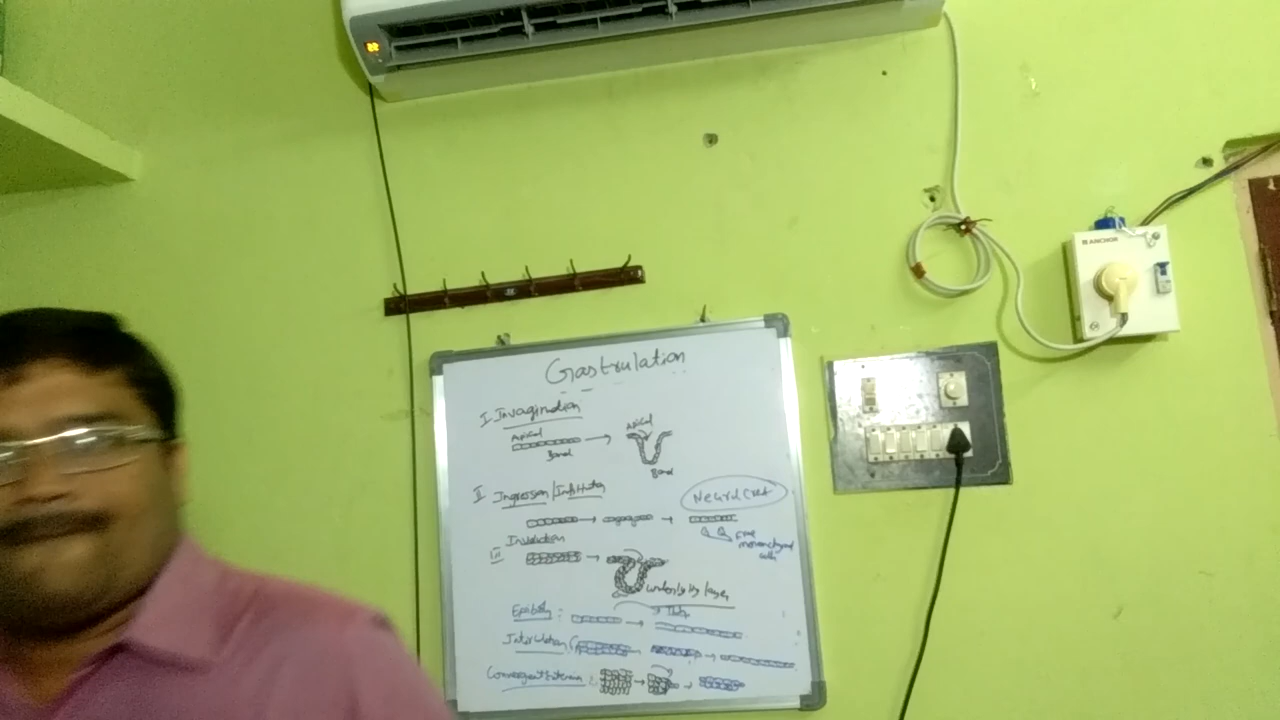 ANCHOR
Gastrulation
I Invagination
Apical
Basal
Apical
Basal
II Ingression/Infiltration
Neural Crest
Free
mesenchymal
cells
III Involution
underlying layer
Epiboly :
Thin
Intercalation
Convergent Extension :